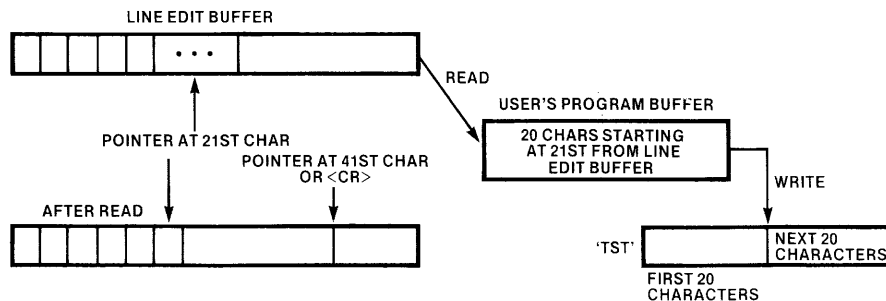 LINE EDIT BUFFER
• • •
READ
USER'S PROGRAM BUFFER
20 CHARS STARTING
AT 21ST FROM LINE
EDIT BUFFER
POINTER AT 21ST CHAR
POINTER AT 41ST CHAR
OR <CR>
WRITE
AFTER READ
'TST'
NEXT 20
CHARACTERS
FIRST 20
CHARACTERS